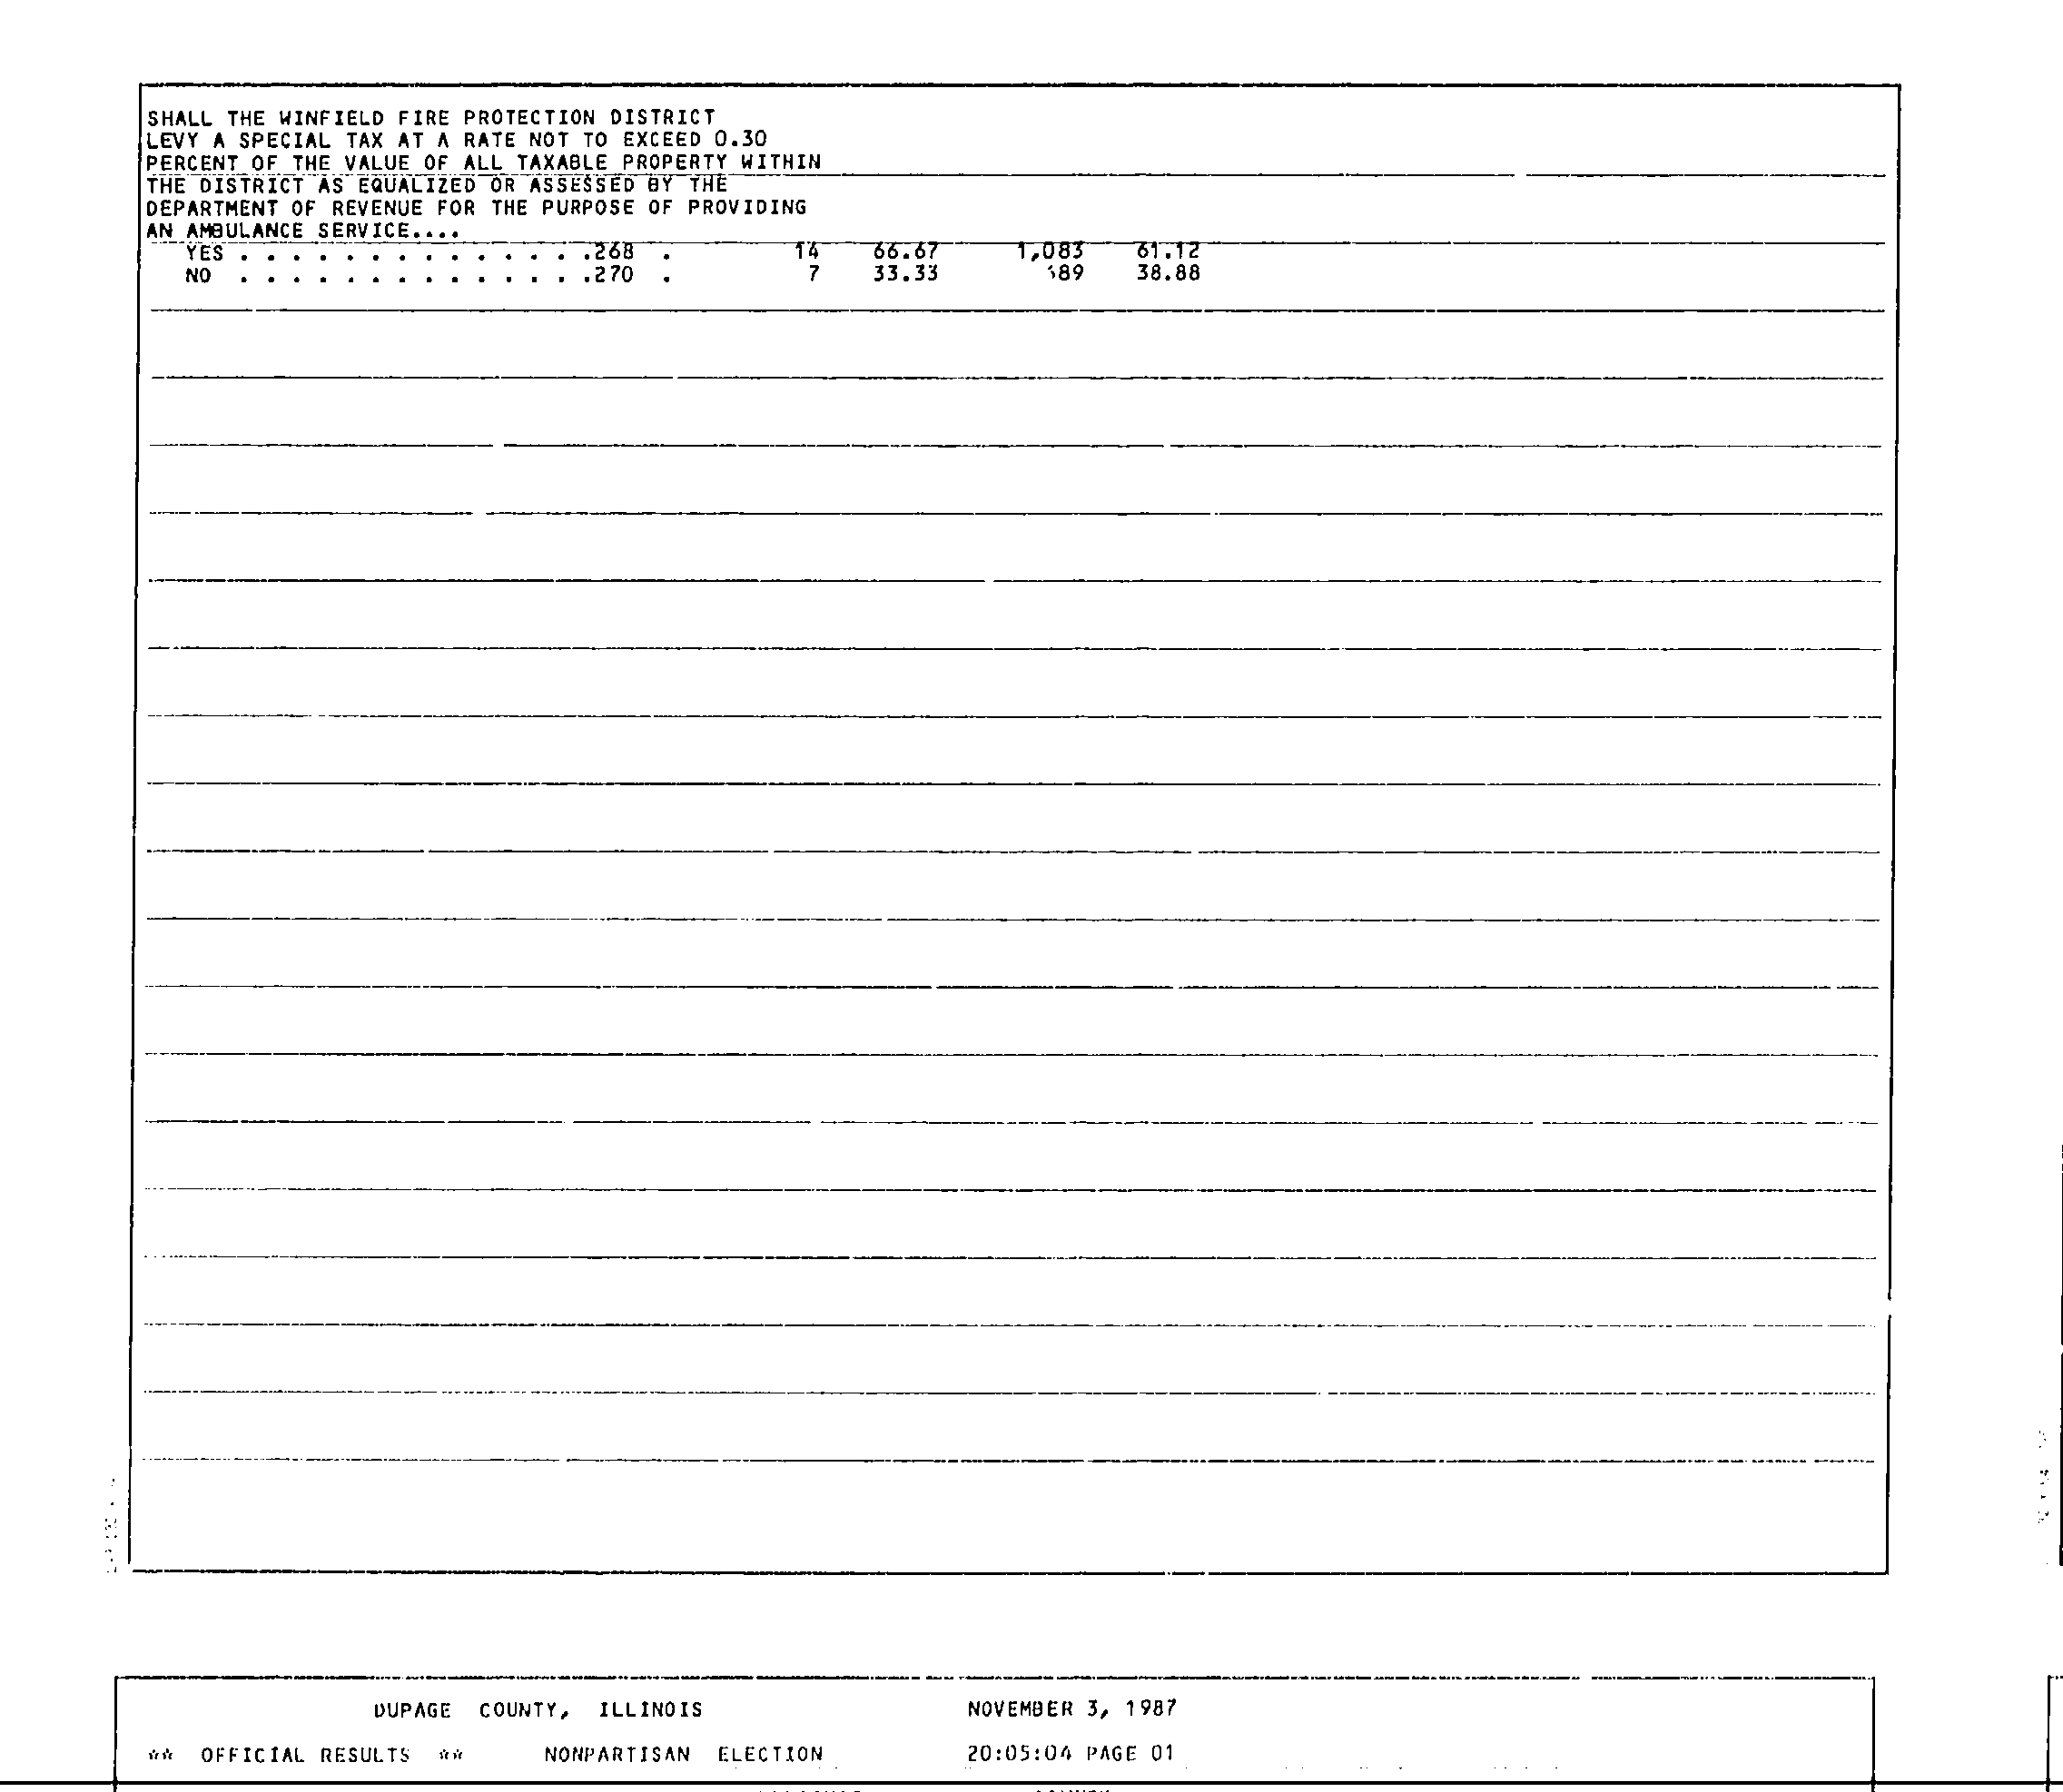 SHALL THE WINFIELD FIRE PROTECTION DISTRICT
LEVY A SPECIAL TAX AT A RATE NOT TO EXCEED 0.30
PERCENT OF THE VALUE OF ALL TAXABLE PROPERTY WITHIN
THE DISTRICT AS EQUALIZED OR ASSESSED BY THE
DEPARTMENT OF REVENUE FOR THE PURPOSE OF PROVIDING
AN AMBULANCE SERVICE....
YES . . . . . . . . . . . . . .268 . 14 66.67 1,083 61.12
NO . . . . . . . . . . . . . .270 . 7 33.33 38.88
DUPAGE COUNTY, ILLINOIS NOVEMBER 3, 1987
** OFFICIAL RESULTS ** NONPARTISAN ELECTION 20:05:04 PAGE 01